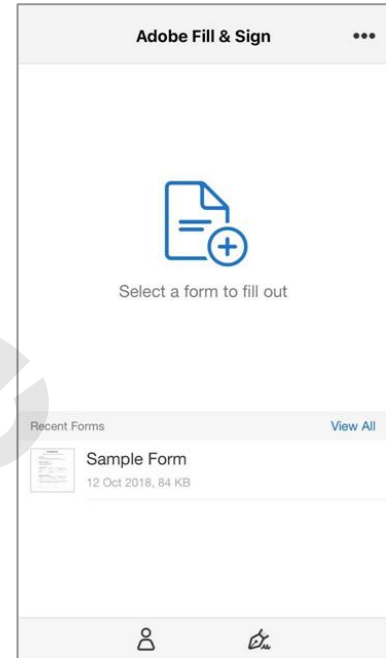 Adobe Fill & Sign
Select a form to fill out
Recent Forms View All
Sample Form
12 Oct 2018, 84 KB